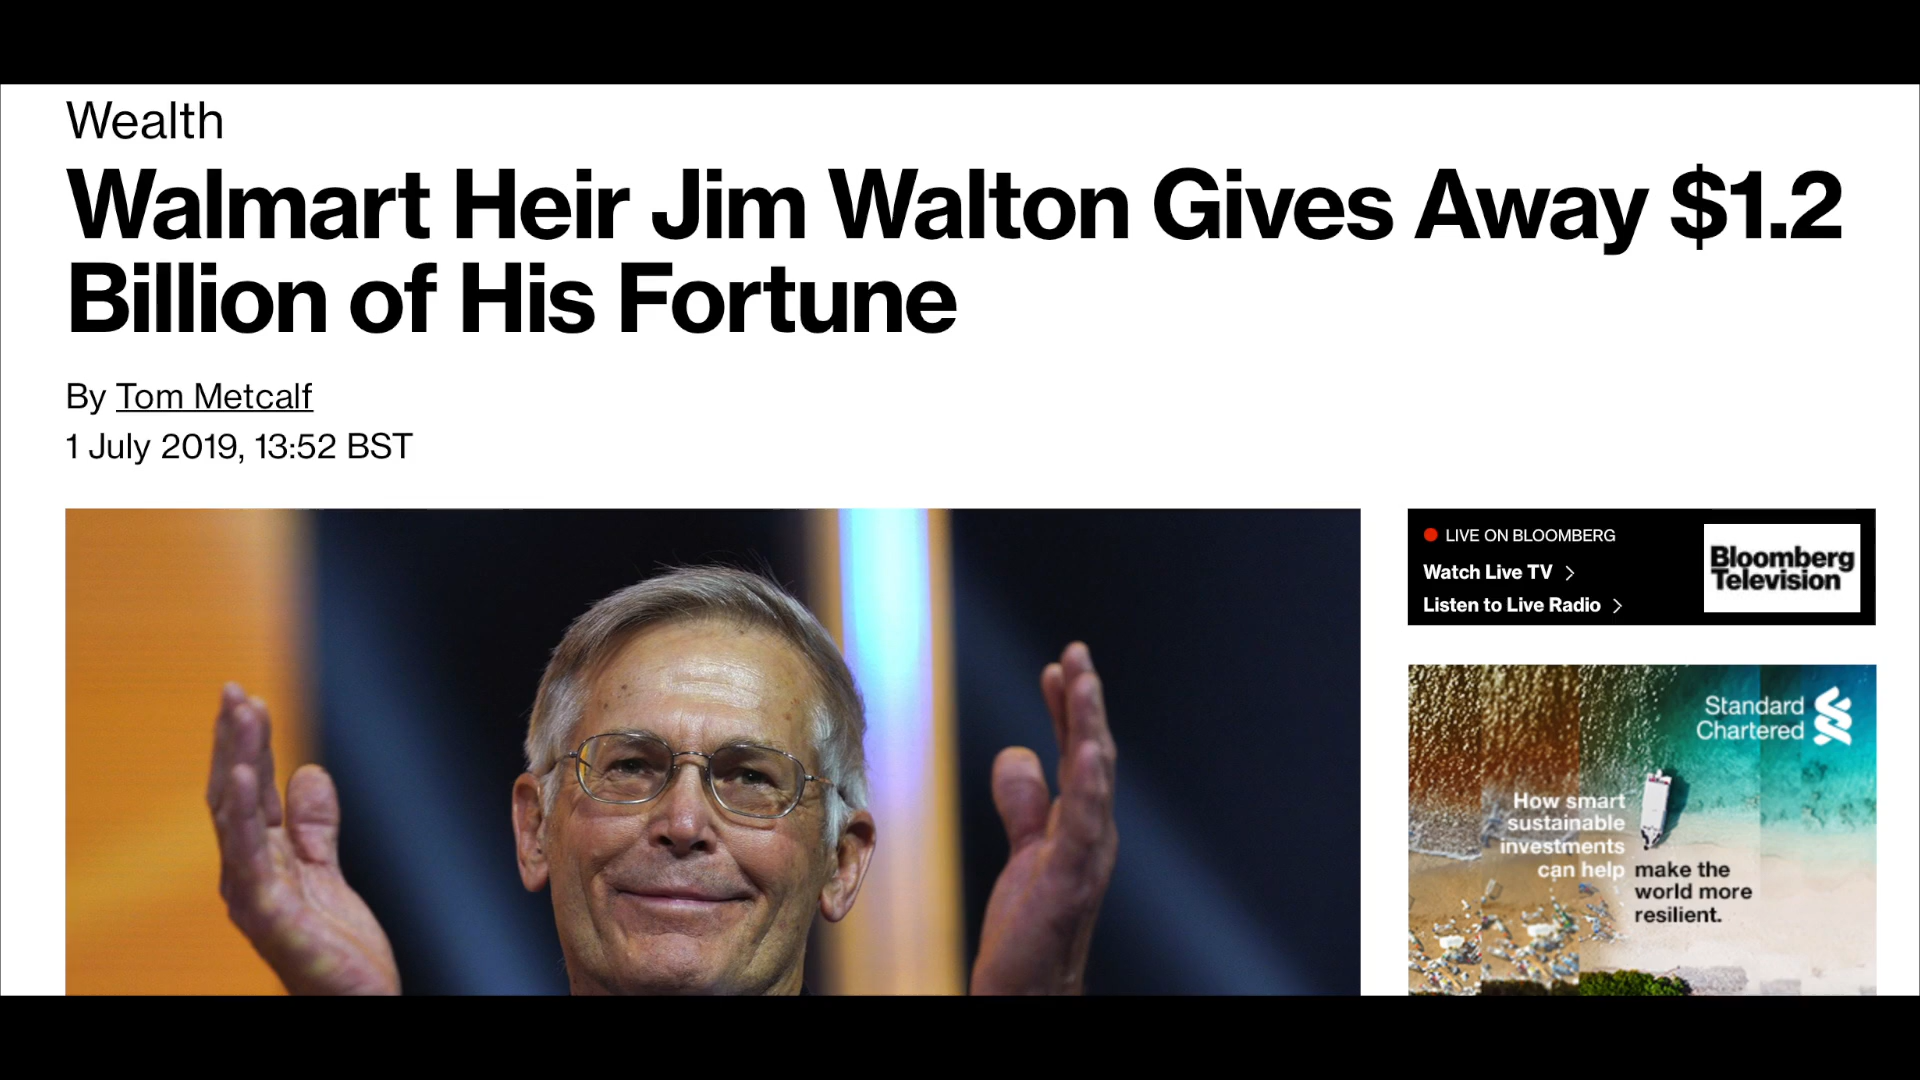 Wealth
Walmart Heir Jim Walton Gives Away $1.2
Billion of His Fortune
By Tom Metcalf
1 July 2019, 13:52 BST
LIVE ON BLOOMBERG
Watch Live TV
Listen to Live Radio
Bloomberg
Television
Standard
Chartered
How smart
sustainable
investments
can help
make the
world more
resilient.